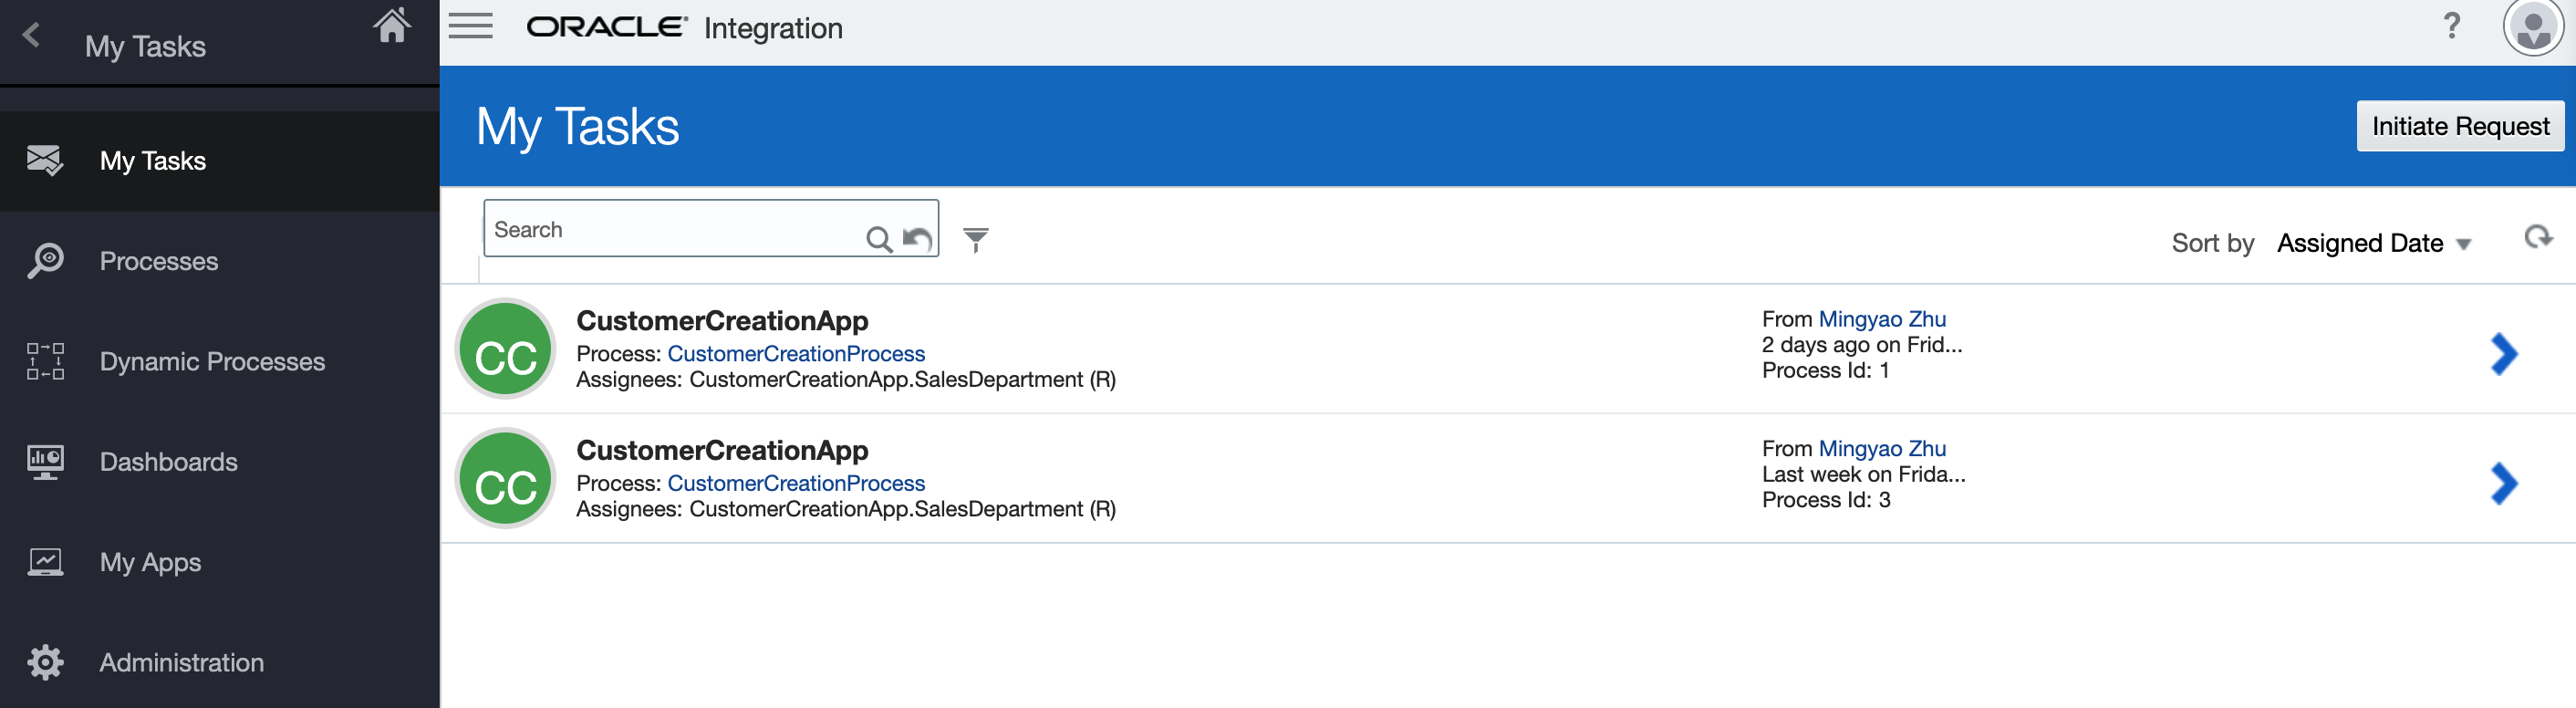 My Tasks
ORACLE® Integration
?
My Tasks
Processes
Dynamic Processes
Dashboards
My Apps
Administration
My Tasks
Initiate Request
Search
Sort by Assigned Date
CC
CustomerCreationApp
Process: CustomerCreationProcess
Assignees: CustomerCreationApp.SalesDepartment (R)
From Mingyao Zhu
2 days ago on Frid...
Process Id: 1
CC
CustomerCreationApp
Process: CustomerCreationProcess
Assignees: CustomerCreationApp.SalesDepartment (R)
From Mingyao Zhu
Last week on Frida...
Process Id: 3